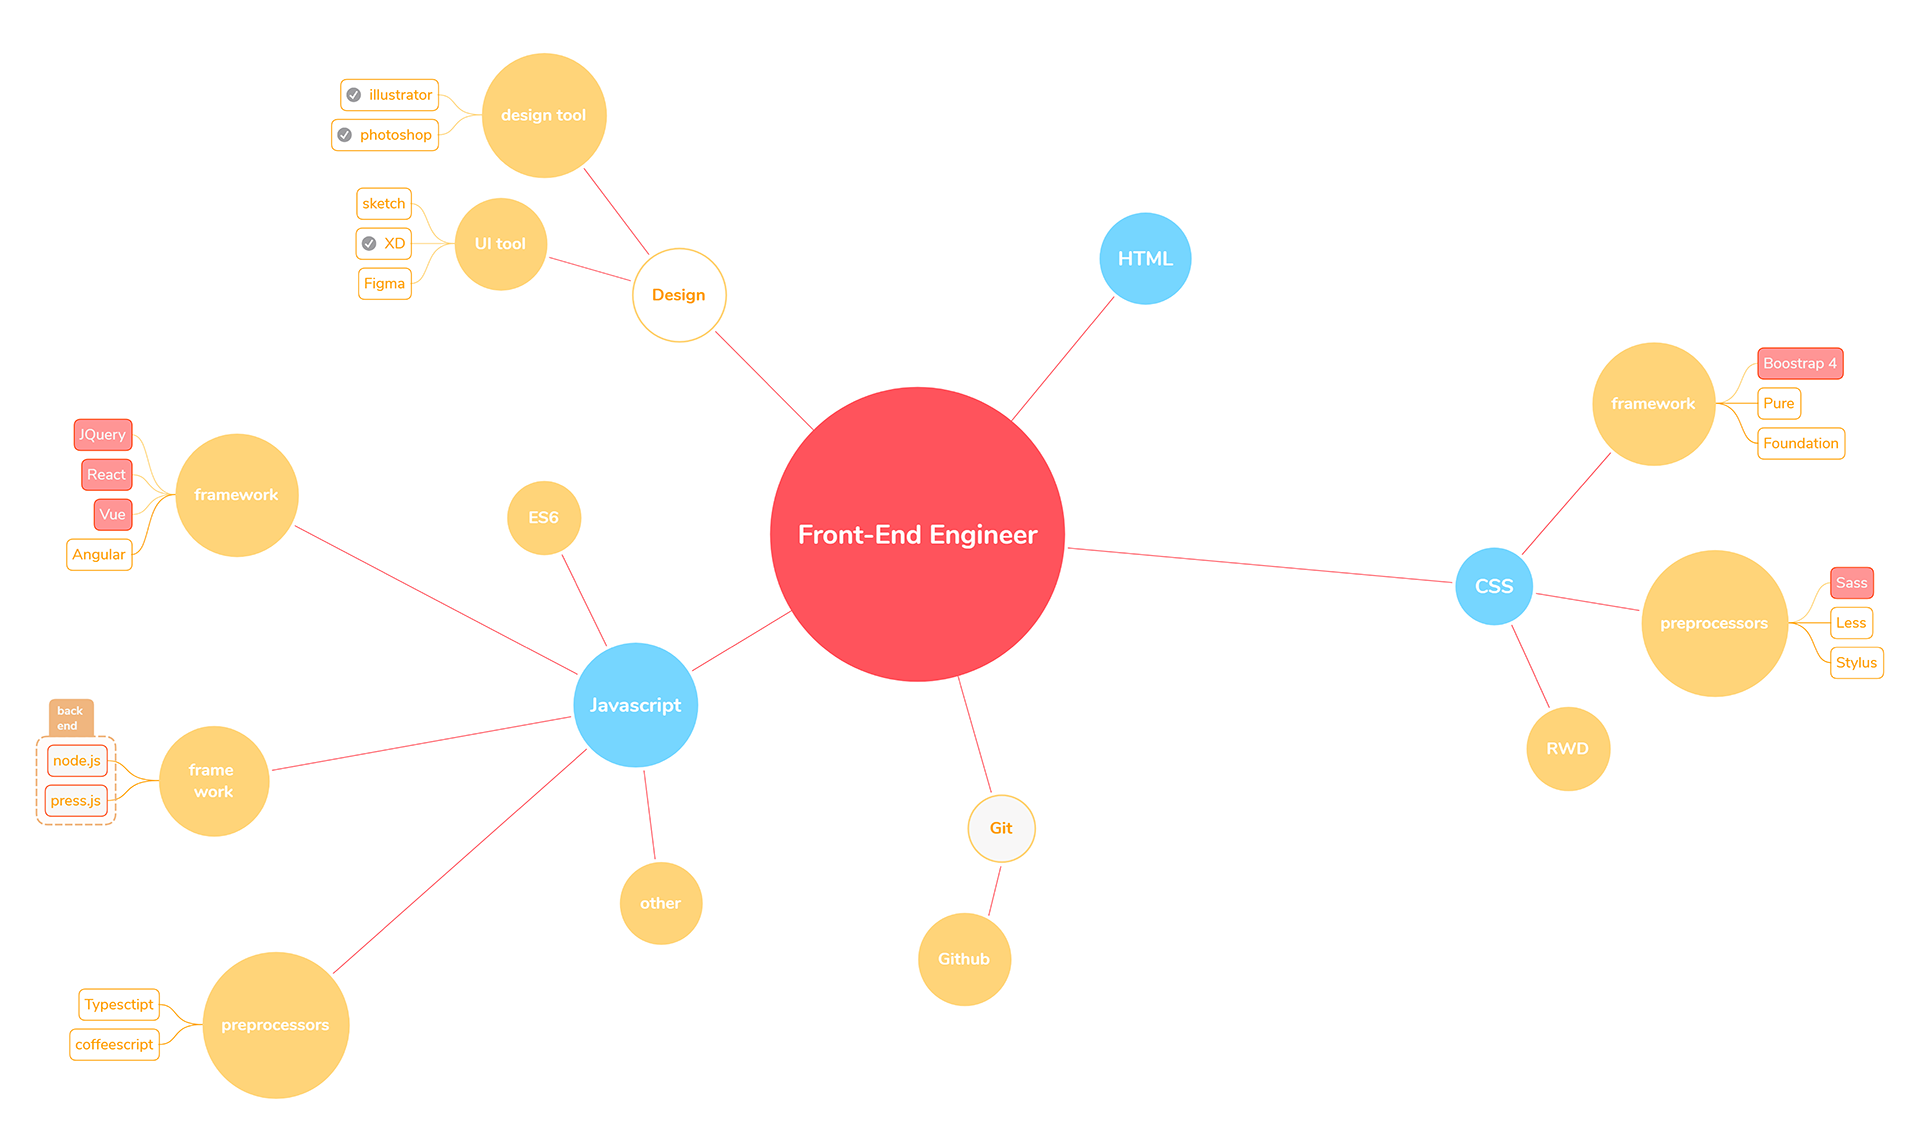 illustrator
photoshop
design tool
sketch
XD
Figma
UI tool
Design
HTML
Front-End Engineer
framework
Boostrap 4
Pure
Foundation
CSS
preprocessors
Sass
Less
Stylus
RWD
JQuery
React
Vue
Angular
framework
ES6
Javascript
back
end
node.js
press.js
frame
work
other
Typesctipt
coffeescript
preprocessors
Git
Github